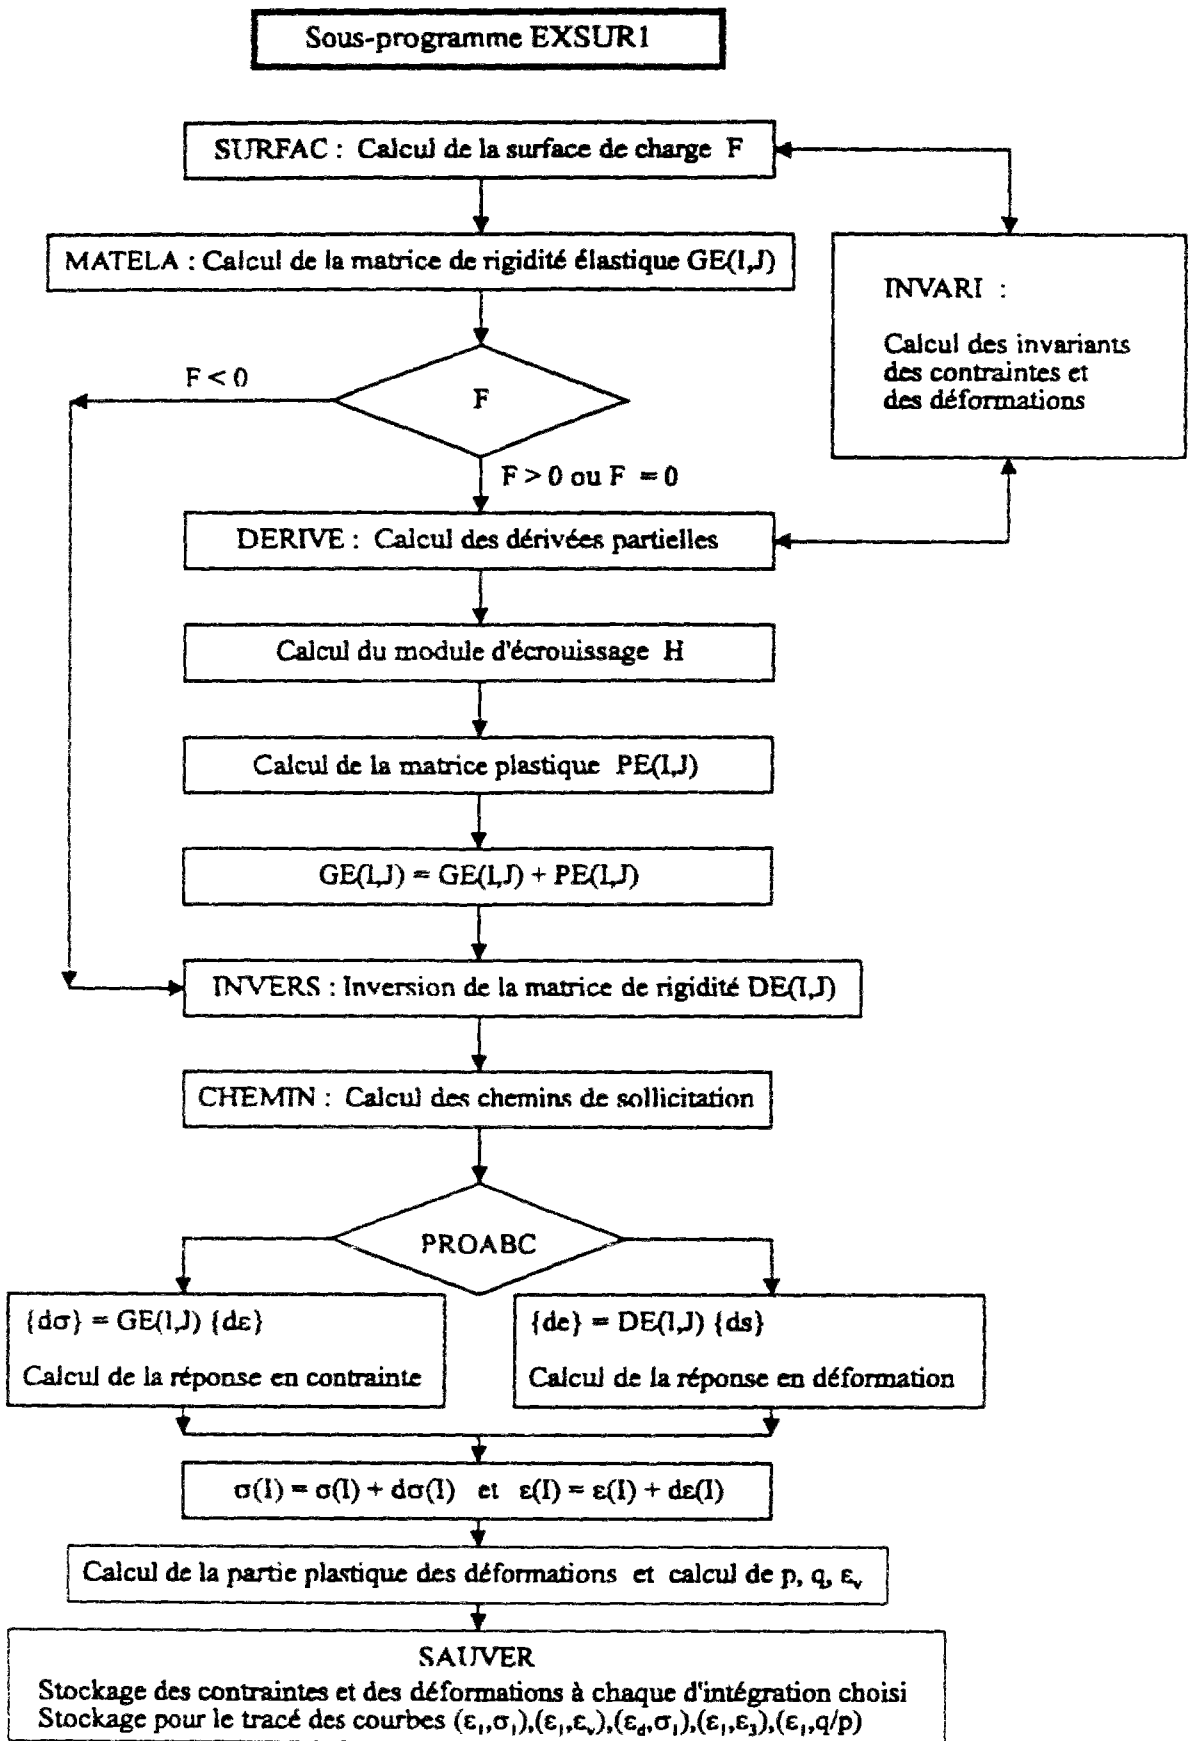 Sous-programme EXSUR1
SURFAC : Calcul de la surface de charge F
MATELA : Calcul de la matrice de rigidité élastique GE(I,J)
INVARI :
Calcul des invariants
des contraintes et
des déformations
F < 0
F
F > 0 ou F = 0
DERIVE : Calcul des dérivées partielles
Calcul du module d'écrouissage H
Calcul de la matrice plastique PE(I,J)
GE(I,J) = GE(I,J) + PE(I,J)
INVERS : Inversion de la matrice de rigidité DE(I,J)
CHEMIN : Calcul des chemins de sollicitation
PROABC
{dσ} = GE(I,J) {dε}
Calcul de la réponse en contrainte
{de} = DE(I,J) {ds}
Calcul de la réponse en déformation
σ(I) = σ(I) + dσ(I) et ε(I) = ε(I) + dε(I)
Calcul de la partie plastique des déformations et calcul de p, q, εᵥ
SAUVER
Stockage des contraintes et des déformations à chaque d'intégration choisi
Stockage pour le tracé des courbes (ε₁,σ₁),(ε₁,εᵥ),(ε_d,σ₁),(ε₁,ε₃),(ε₁,q/p)